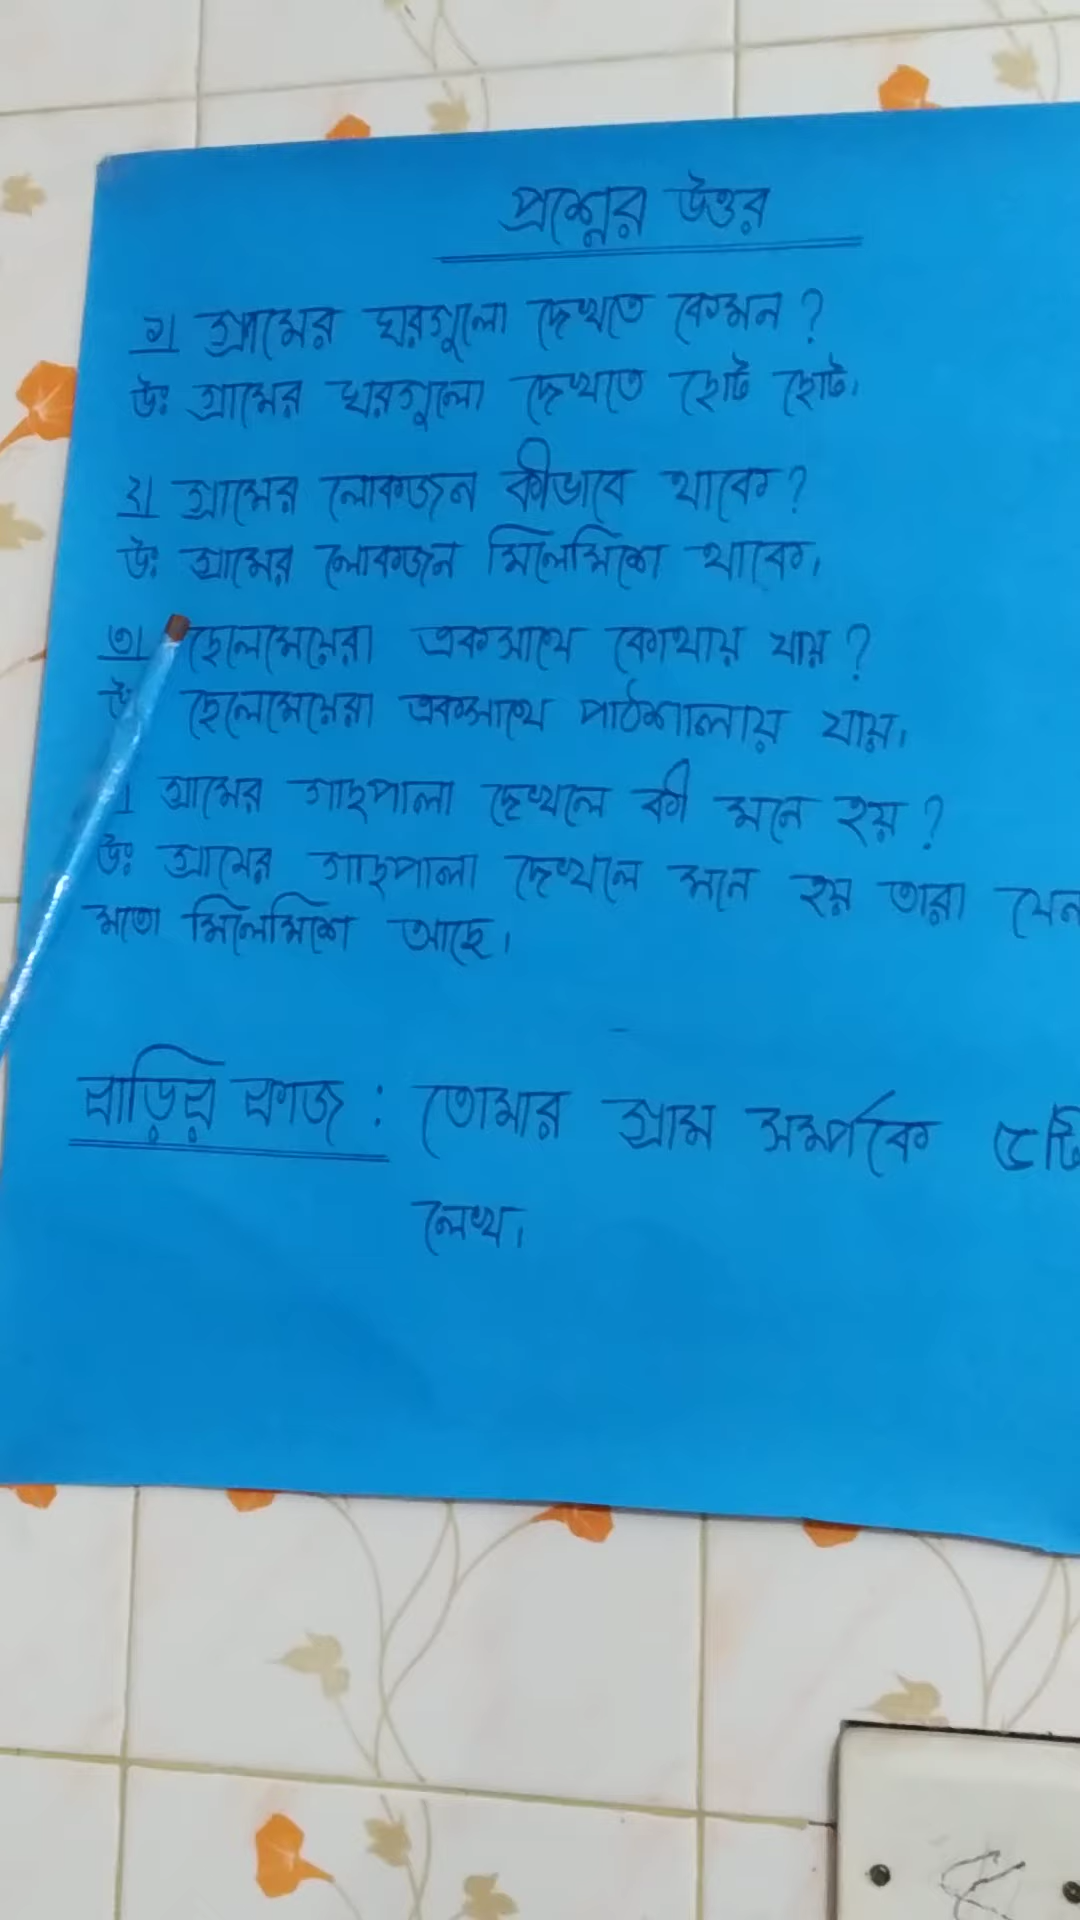 প্রশ্নের উত্তর
১। গ্রামের ঘরগুলো দেখতে কেমন?
উঃ গ্রামের ঘরগুলো দেখতে ছোট ছোট।
২। গ্রামের লোকজন কীভাবে থাকে?
উঃ গ্রামের লোকজন মিলেমিশে থাকে।
৩। ছেলেমেয়েরা একসাথে কোথায় যায়?
ছেলেমেয়েরা একসাথে পাঠশালায় যায়।
গ্রামের গাছপালা দেখলে কী মনে হয়?
উঃ গ্রামের গাছপালা দেখলে মনে হয় তারা যেন
মতো মিলেমিশে আছে।
বাড়ির কাজ: তোমার গ্রাম সম্পর্কে ৫টি
লেখ।